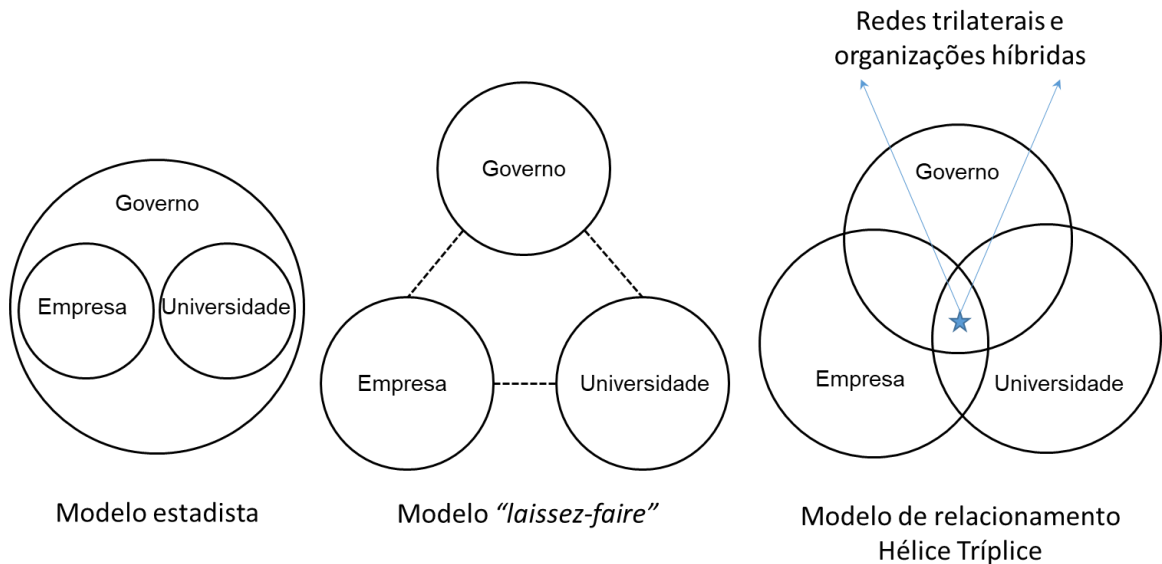 Governo
Empresa
Universidade
Modelo estadista
Governo
Empresa
Universidade
Modelo “laissez-faire”
Redes trilaterais e
organizações híbridas
Governo
Empresa
Universidade
Modelo de relacionamento
Hélice Tríplice